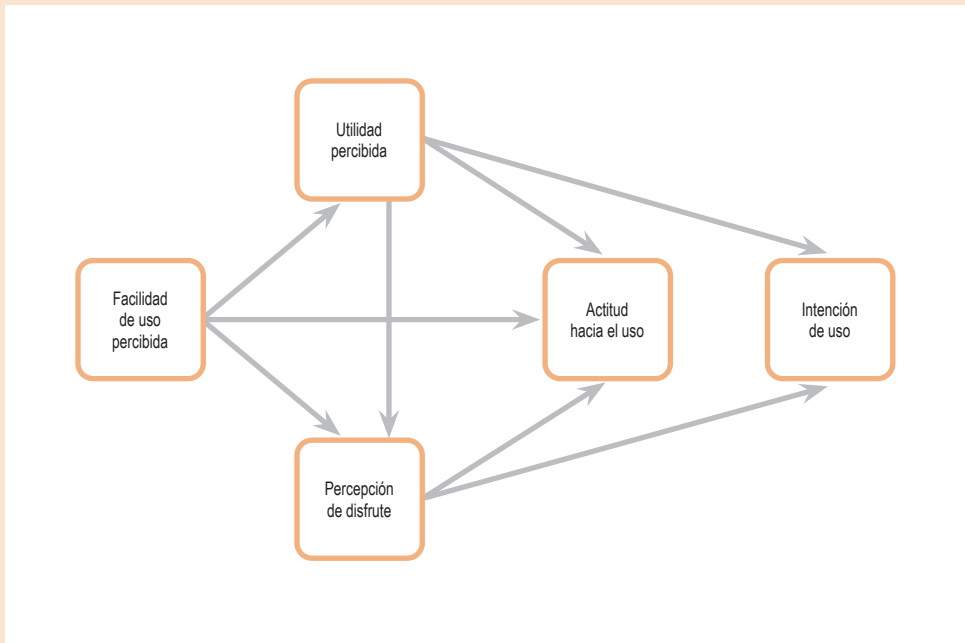 Utilidad
percibida
Facilidad
de uso
percibida
Actitud
hacia el uso
Intención
de uso
Percepción
de disfrute